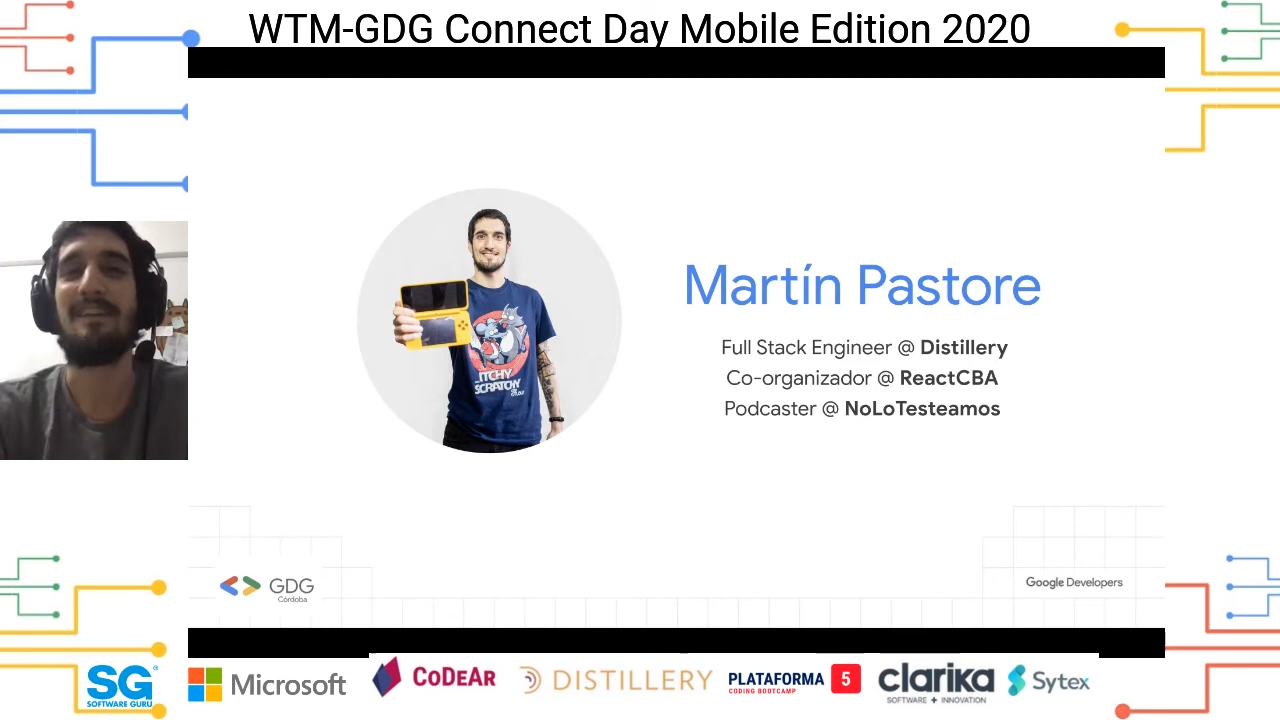 WTM-GDG Connect Day Mobile Edition 2020
Martín Pastore
Full Stack Engineer @ Distillery
Co-organizador @ ReactCBA
Podcaster @ NoLoTesteamos
ITCHY
SCRATCHY
GDG
Córdoba
Google Developers
SG®
SOFTWARE GURU
Microsoft
CODEAR
DISTILLERY
PLATAFORMA 5
CODING BOOTCAMP
clarika
SOFTWARE + INNOVATION
Sytex